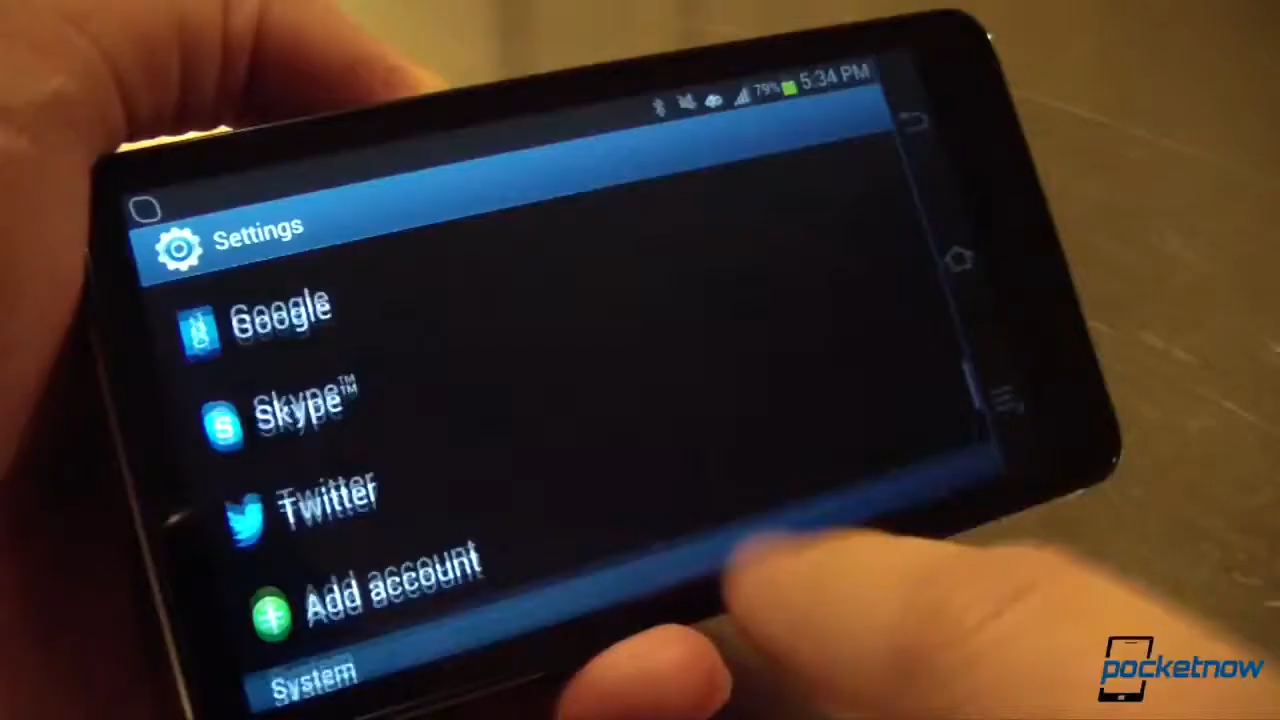 79% 5:34 PM
Settings
Google
Skype™
Twitter
Add account
System
pocketnow